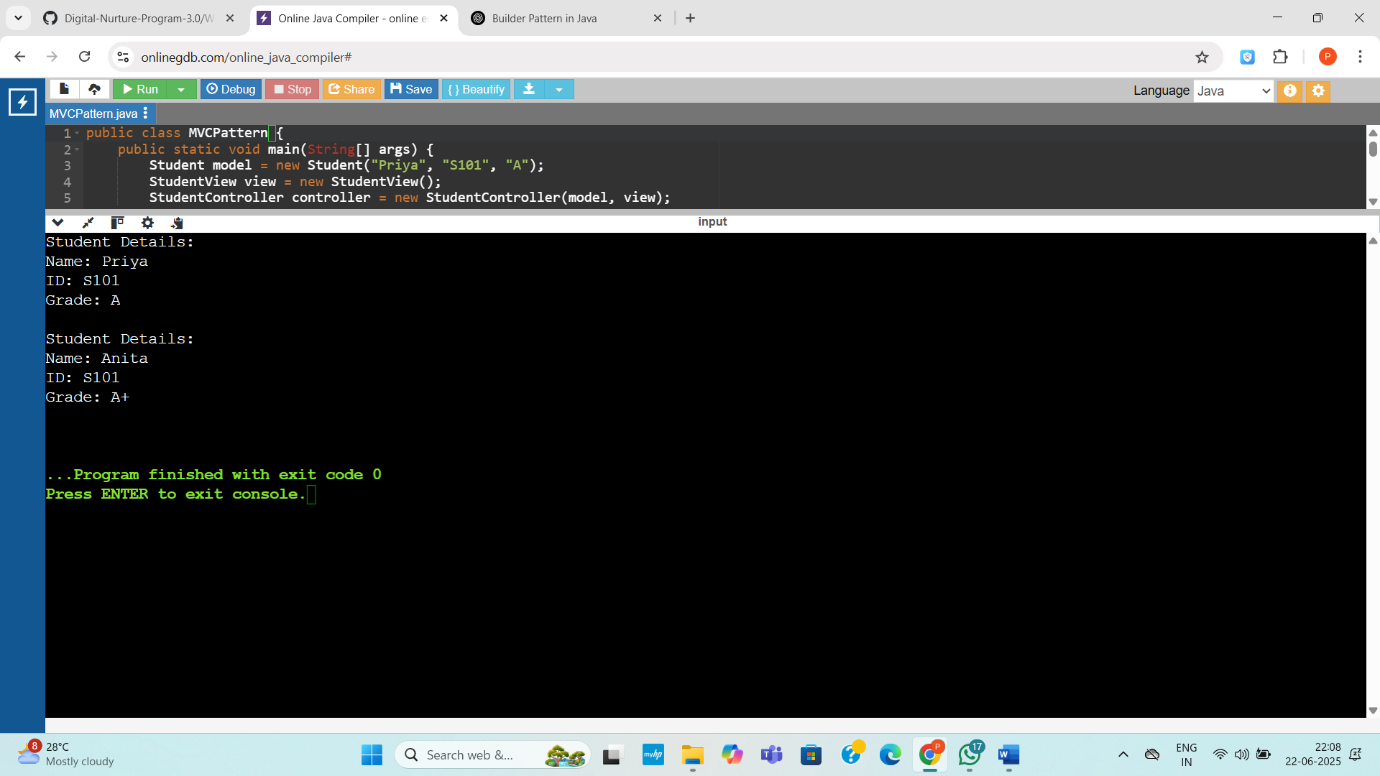 Digital-Nurture-Program-3.0/W
Online Java Compiler - online e
Builder Pattern in Java
onlinegdb.com/online_java_compiler#
P
Run
Debug
Stop
Share
Save
{ } Beautify
Language
Java
MVCPattern.java
1 public class MVCPattern {
2 public static void main(String[] args) {
3 Student model = new Student("Priya", "S101", "A");
4 StudentView view = new StudentView();
5 StudentController controller = new StudentController(model, view);
input
Student Details:
Name: Priya
ID: S101
Grade: A
Student Details:
Name: Anita
ID: S101
Grade: A+
...Program finished with exit code 0
Press ENTER to exit console.
8
28°C
Mostly cloudy
Search web &...
myhp
T
P
17
W
ENG
IN
22:08
22-06-2025